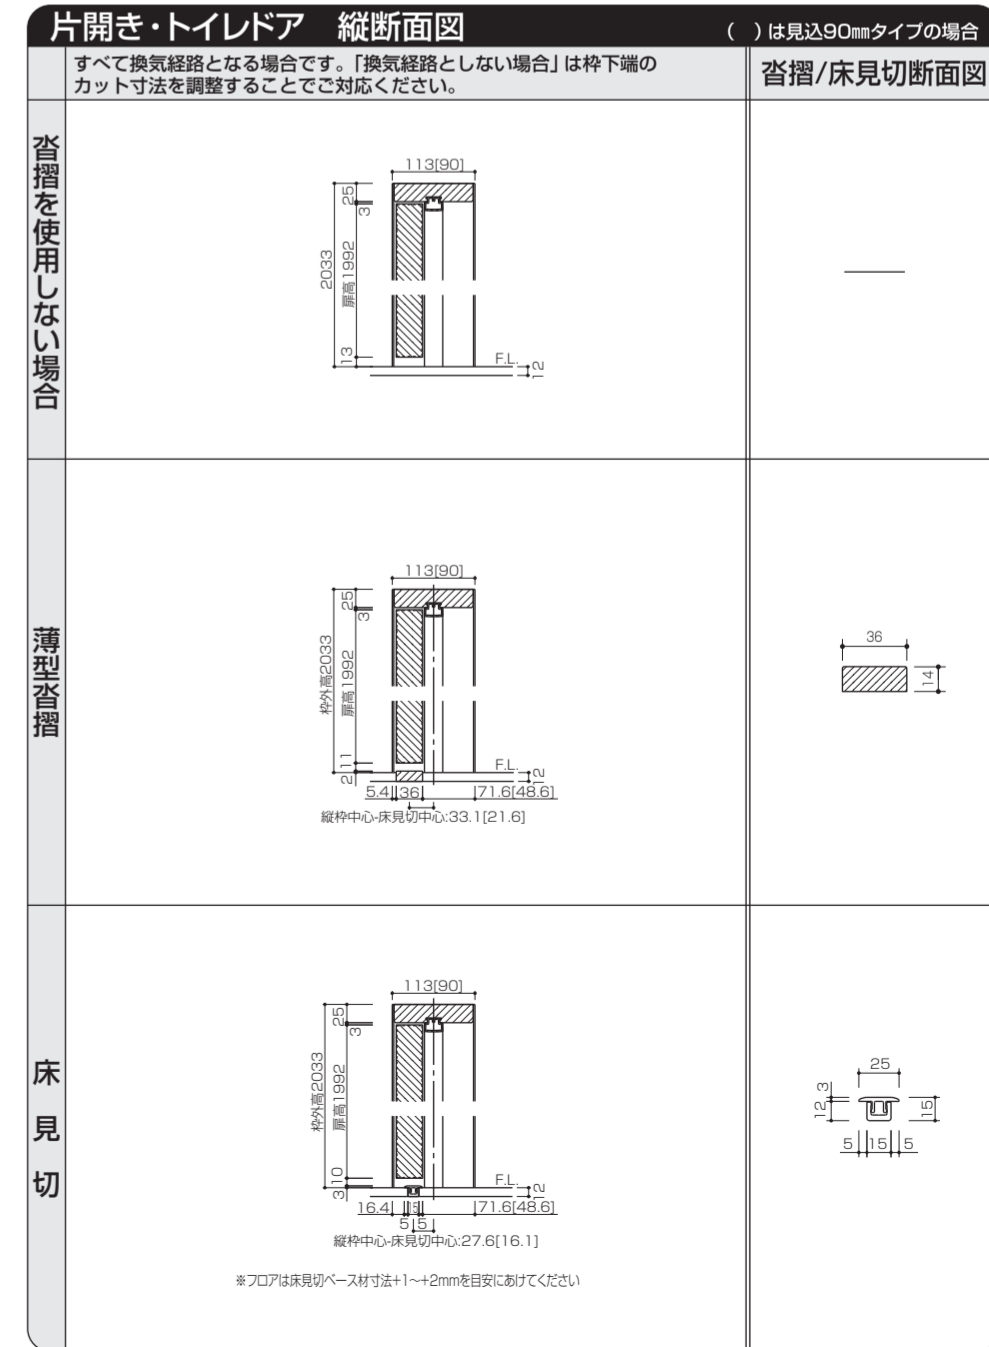 片開き・トイレドア　縦断面図
(　)は見込90㎜タイプの場合
すべて換気経路となる場合です。「換気経路としない場合」は枠下端の
カット寸法を調整することでご対応ください。
沓摺/床見切断面図
沓摺を使用しない場合
113[90]
25
3
2033
扉高1992
13
F.L.
12
薄型沓摺
113[90]
25
3
枠外高2033
扉高1992
11
2
F.L.
12
5.4
36
71.6[48.6]
縦枠中心-床見切中心:33.1[21.6]
36
14
床見切
113[90]
25
3
枠外高2033
扉高1992
10
3
F.L.
12
16.4
15
71.6[48.6]
5
5
縦枠中心-床見切中心:27.6[16.1]
※フロアは床見切ベース材寸法+1～+2mmを目安にあけてください
25
3
12
15
5
15
5